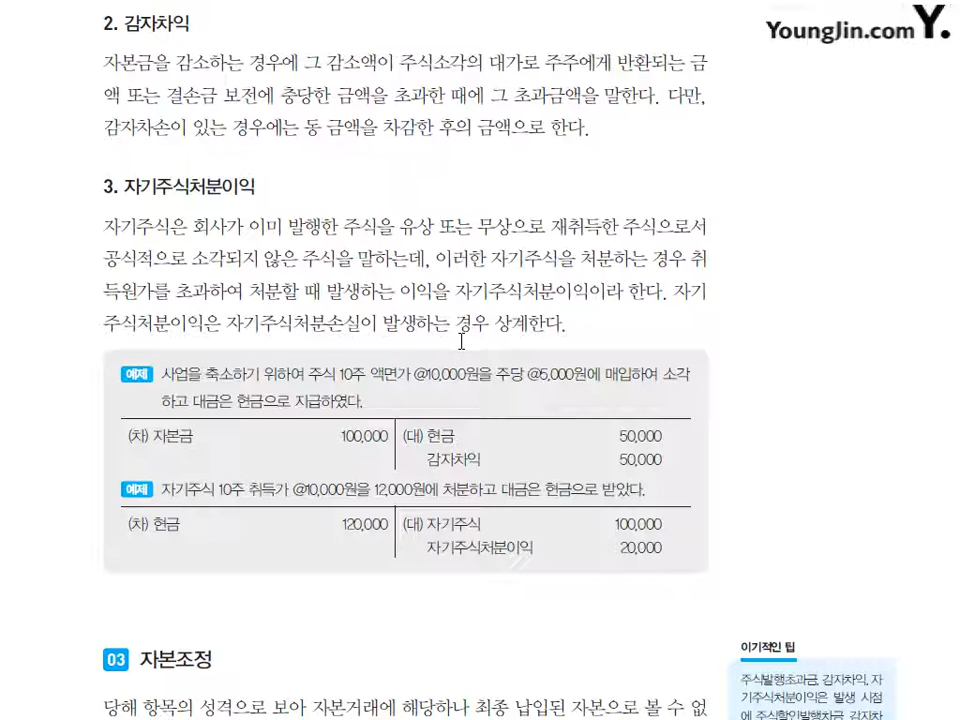 YoungJin.com Y.
2. 감자차익
자본금을 감소하는 경우에 그 감소액이 주식소각의 대가로 주주에게 반환되는 금
액 또는 결손금 보전에 충당한 금액을 초과한 때에 그 초과금액을 말한다. 다만,
감자차손이 있는 경우에는 동 금액을 차감한 후의 금액으로 한다.
3. 자기주식처분이익
자기주식은 회사가 이미 발행한 주식을 유상 또는 무상으로 재취득한 주식으로서
공식적으로 소각되지 않은 주식을 말하는데, 이러한 자기주식을 처분하는 경우 취
득원가를 초과하여 처분할 때 발생하는 이익을 자기주식처분이익이라 한다. 자기
주식처분이익은 자기주식처분손실이 발생하는 경우 상계한다.
예제 사업을 축소하기 위하여 주식 10주 액면가 @10,000원을 주당 @5,000원에 매입하여 소각
하고 대금은 현금으로 지급하였다.
(차) 자본금 100,000 (대) 현금 50,000
감자차익 50,000
예제 자기주식 10주 취득가 @10,000원을 12,000원에 처분하고 대금은 현금으로 받았다.
(차) 현금 120,000 (대) 자기주식 100,000
자기주식처분이익 20,000
03 자본조정
당해 항목의 성격으로 보아 자본거래에 해당하나 최종 납입된 자본으로 볼 수 없
이기적인 팁
주식발행초과금, 감자차익, 자
기주식처분이익은 발생 시점
에 주식할인발행차금, 감자차